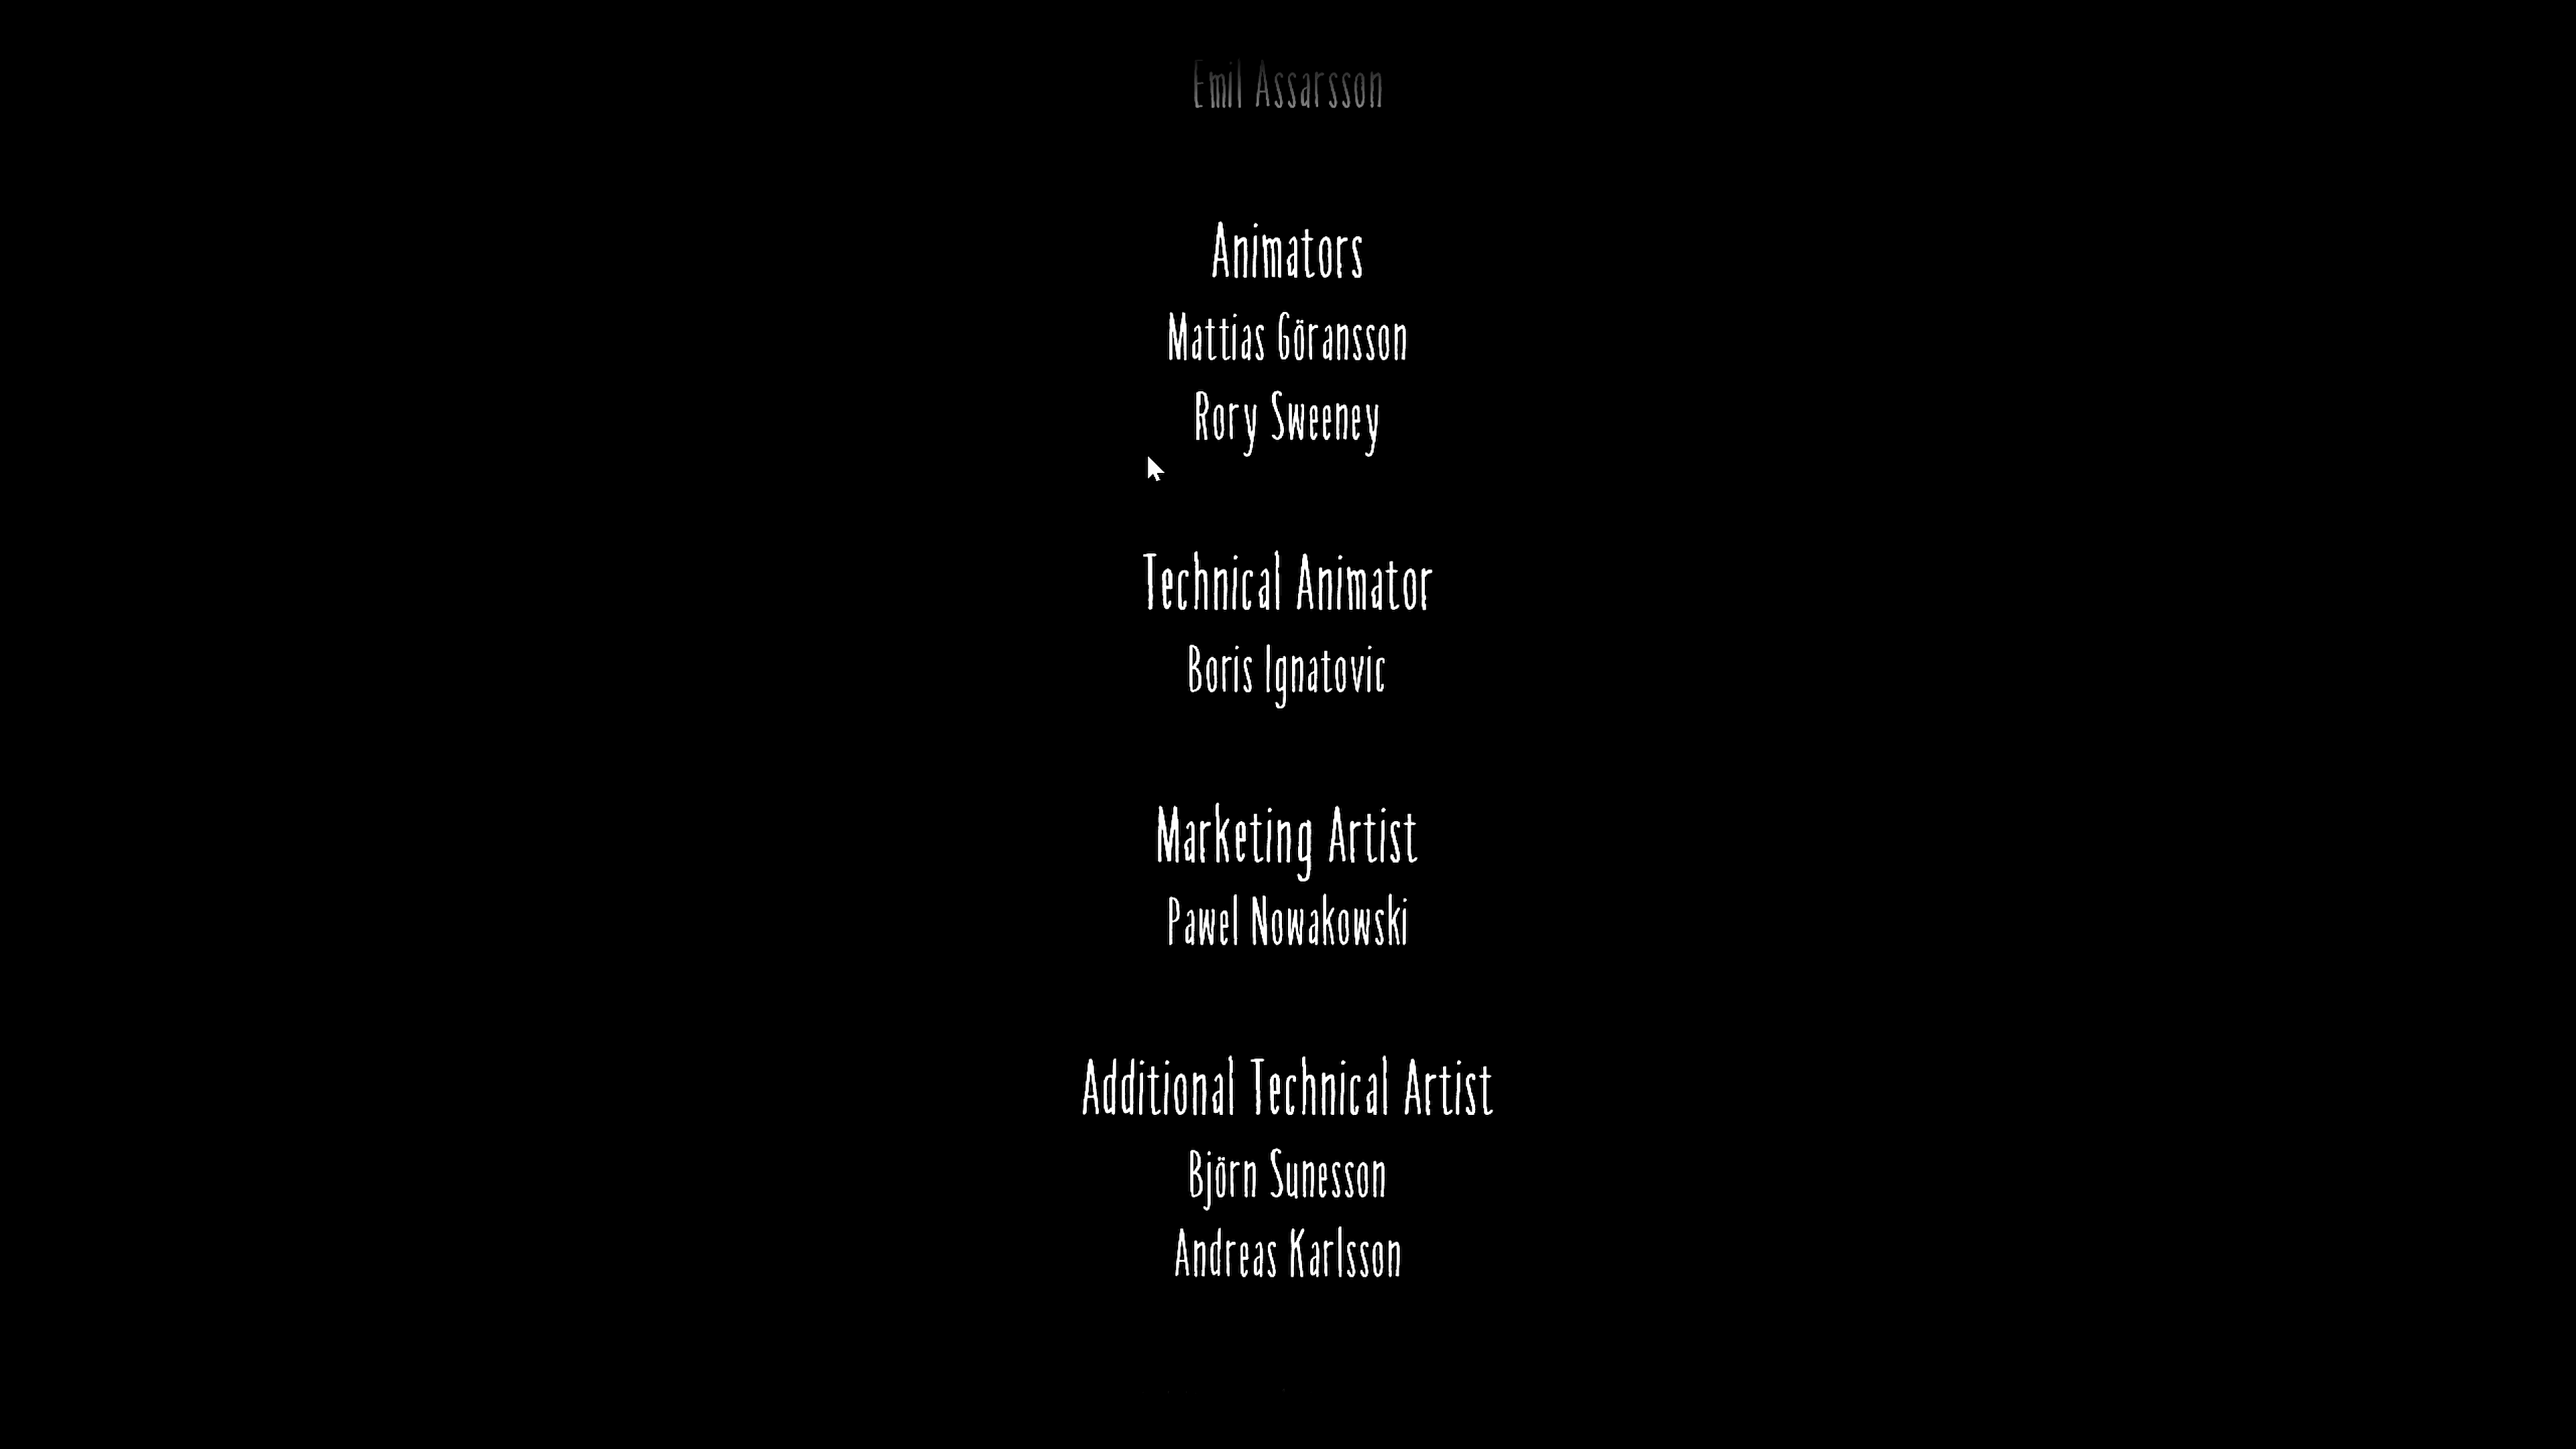 Emil Assarsson
Animators
Mattias Göransson
Rory Sweeney
Technical Animator
Boris Ignatovic
Marketing Artist
Pawel Nowakowski
Additional Technical Artist
Björn Sunesson
Andreas Karlsson